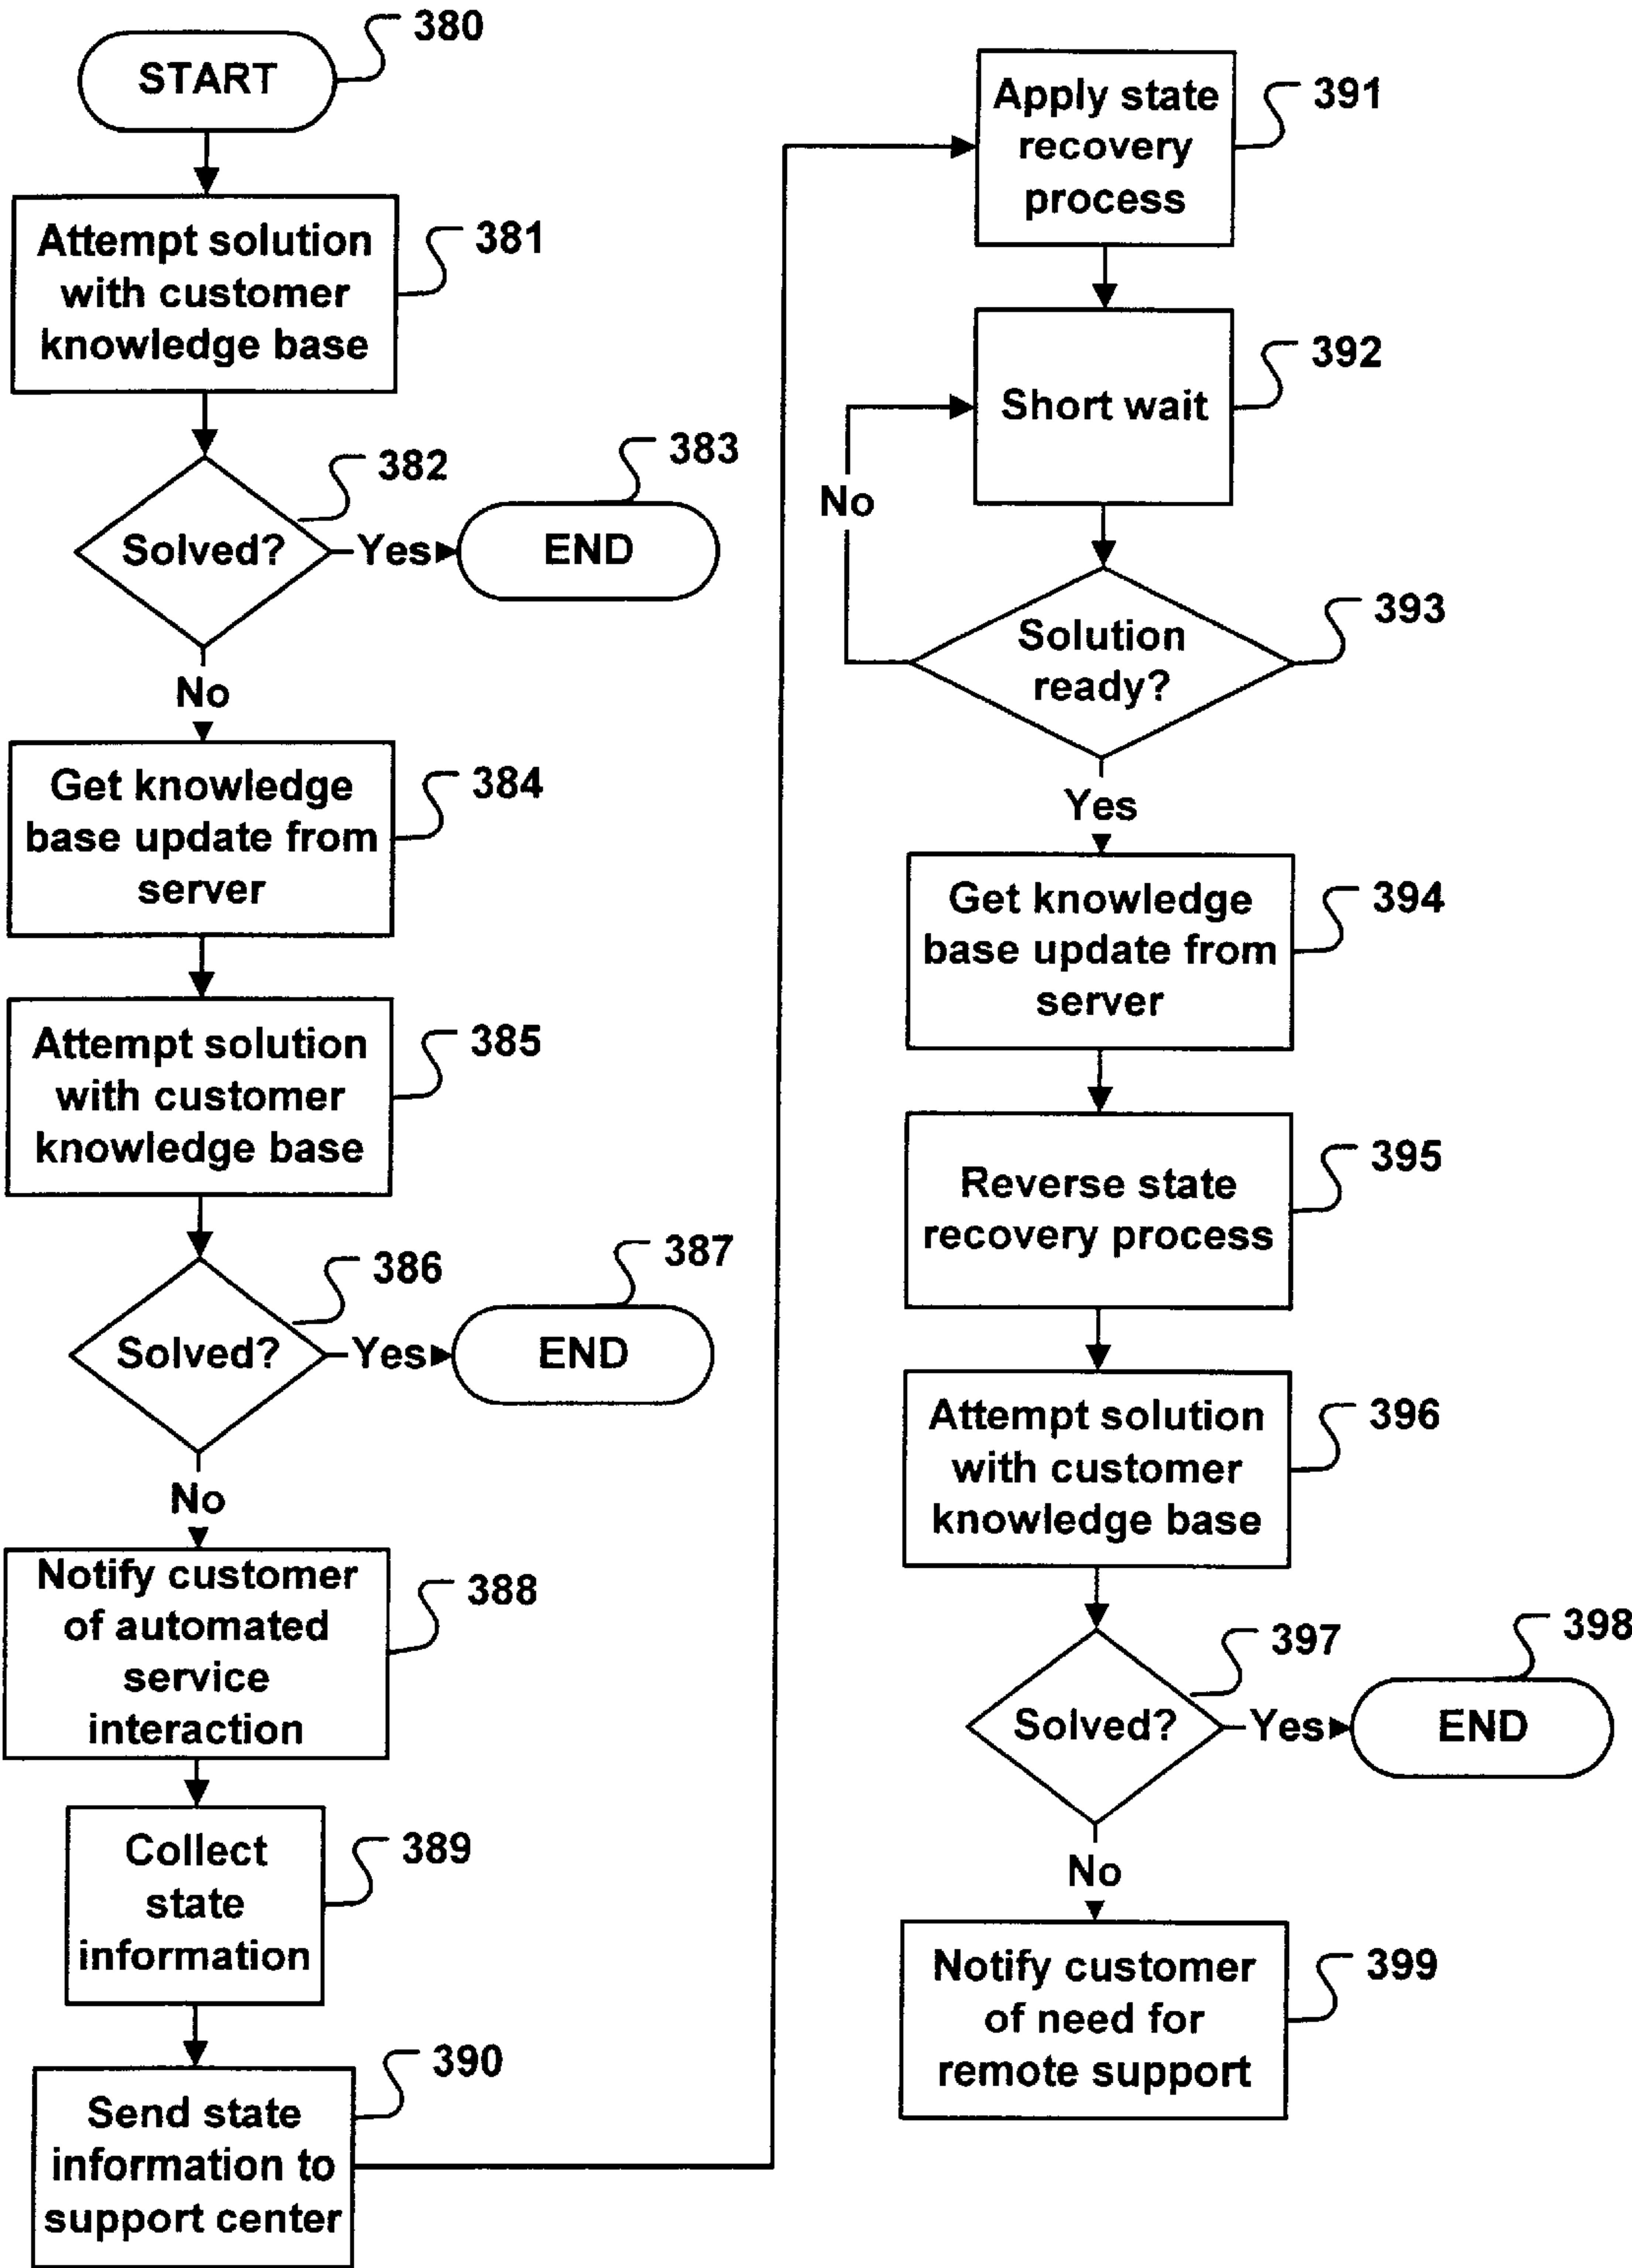 START
380
Attempt solution
with customer
knowledge base
381
Solved?
382
Yes
END
383
No
Get knowledge
base update from
server
384
Attempt solution
with customer
knowledge base
385
Solved?
386
Yes
END
387
No
Notify customer
of automated
service
interaction
388
Collect
state
information
389
Send state
information to
support center
390
Apply state
recovery
process
391
Short wait
392
No
Solution
ready?
393
Yes
Get knowledge
base update from
server
394
Reverse state
recovery process
395
Attempt solution
with customer
knowledge base
396
Solved?
397
Yes
END
398
No
Notify customer
of need for
remote support
399